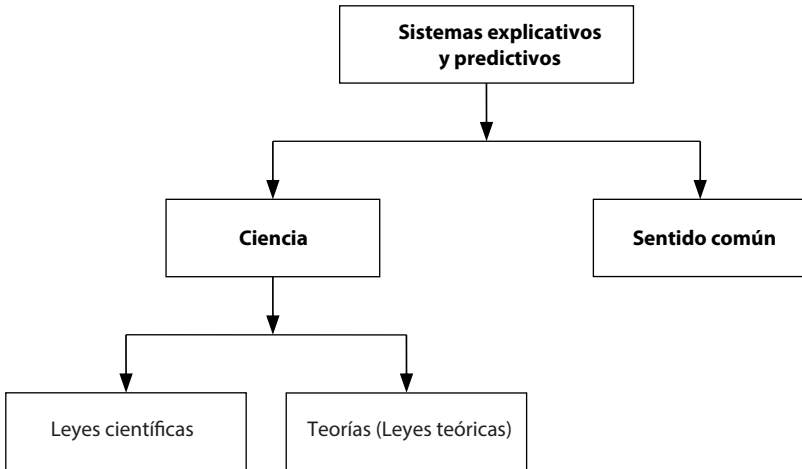 Sistemas explicativos
y predictivos
Ciencia
Sentido común
Leyes científicas
Teorías (Leyes teóricas)